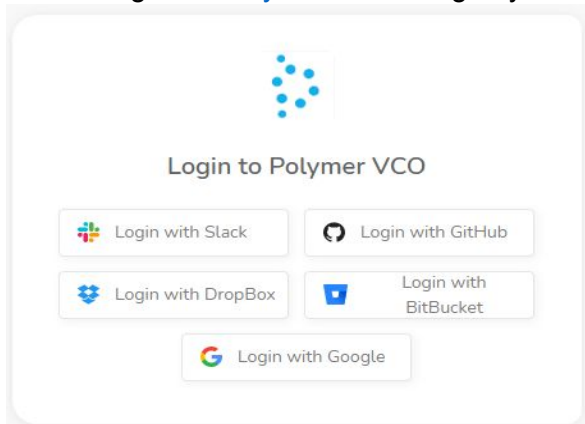 Login to Polymer VCO
Login with Slack
Login with GitHub
Login with DropBox
Login with
BitBucket
Login with Google